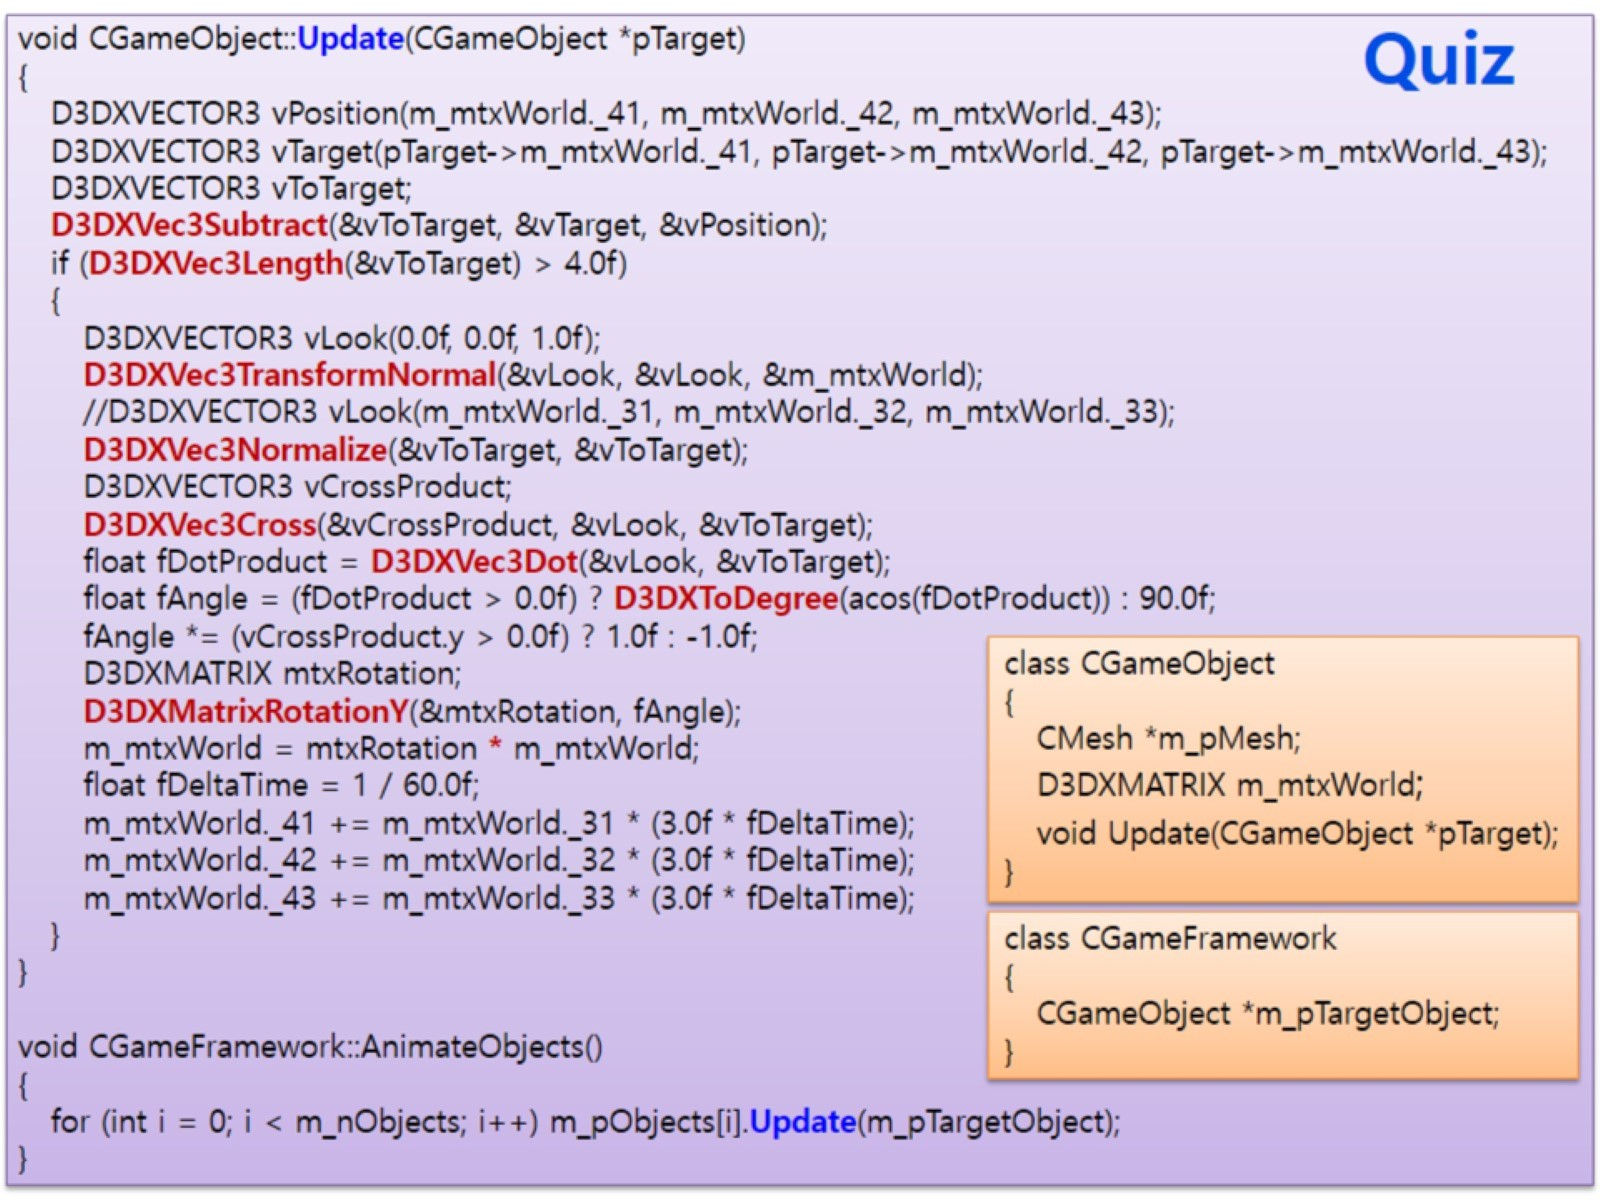 Quiz
void CGameObject::Update(CGameObject *pTarget)
{
D3DXVECTOR3 vPosition(m_mtxWorld._41, m_mtxWorld._42, m_mtxWorld._43);
D3DXVECTOR3 vTarget(pTarget->m_mtxWorld._41, pTarget->m_mtxWorld._42, pTarget->m_mtxWorld._43);
D3DXVECTOR3 vToTarget;
D3DXVec3Subtract(&vToTarget, &vTarget, &vPosition);
if (D3DXVec3Length(&vToTarget) > 4.0f)
{
D3DXVECTOR3 vLook(0.0f, 0.0f, 1.0f);
D3DXVec3TransformNormal(&vLook, &vLook, &m_mtxWorld);
//D3DXVECTOR3 vLook(m_mtxWorld._31, m_mtxWorld._32, m_mtxWorld._33);
D3DXVec3Normalize(&vToTarget, &vToTarget);
D3DXVECTOR3 vCrossProduct;
D3DXVec3Cross(&vCrossProduct, &vLook, &vToTarget);
float fDotProduct = D3DXVec3Dot(&vLook, &vToTarget);
float fAngle = (fDotProduct > 0.0f) ? D3DXToDegree(acos(fDotProduct)) : 90.0f;
fAngle *= (vCrossProduct.y > 0.0f) ? 1.0f : -1.0f;
D3DXMATRIX mtxRotation;
D3DXMatrixRotationY(&mtxRotation, fAngle);
m_mtxWorld = mtxRotation * m_mtxWorld;
float fDeltaTime = 1 / 60.0f;
m_mtxWorld._41 += m_mtxWorld._31 * (3.0f * fDeltaTime);
m_mtxWorld._42 += m_mtxWorld._32 * (3.0f * fDeltaTime);
m_mtxWorld._43 += m_mtxWorld._33 * (3.0f * fDeltaTime);
}
}
void CGameFramework::AnimateObjects()
{
for (int i = 0; i < m_nObjects; i++) m_pObjects[i].Update(m_pTargetObject);
}
class CGameObject
{
CMesh *m_pMesh;
D3DXMATRIX m_mtxWorld;
void Update(CGameObject *pTarget);
}
class CGameFramework
{
CGameObject *m_pTargetObject;
}